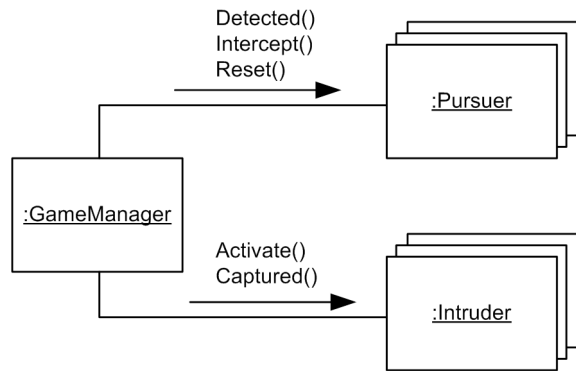 Detected()
Intercept()
Reset()
:Pursuer
:GameManager
Activate()
Captured()
:Intruder